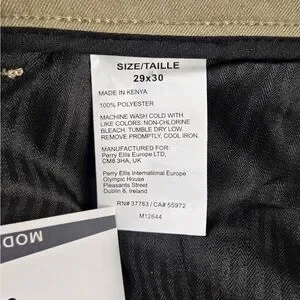 SIZE/TAILLE
29x30
MADE IN KENYA
100% POLYESTER
MACHINE WASH COLD WITH
LIKE COLORS. NON-CHLORINE
BLEACH. TUMBLE DRY LOW.
REMOVE PROMPTLY. COOL IRON.
MANUFACTURED FOR:
Perry Ellis Europe LTD,
CM6 3HA, UK
Perry Ellis International Europe
Olympic House
Pleasants Street
Dublin 8, Ireland
RN# 37763 / CA# 55972
M12644
MOD